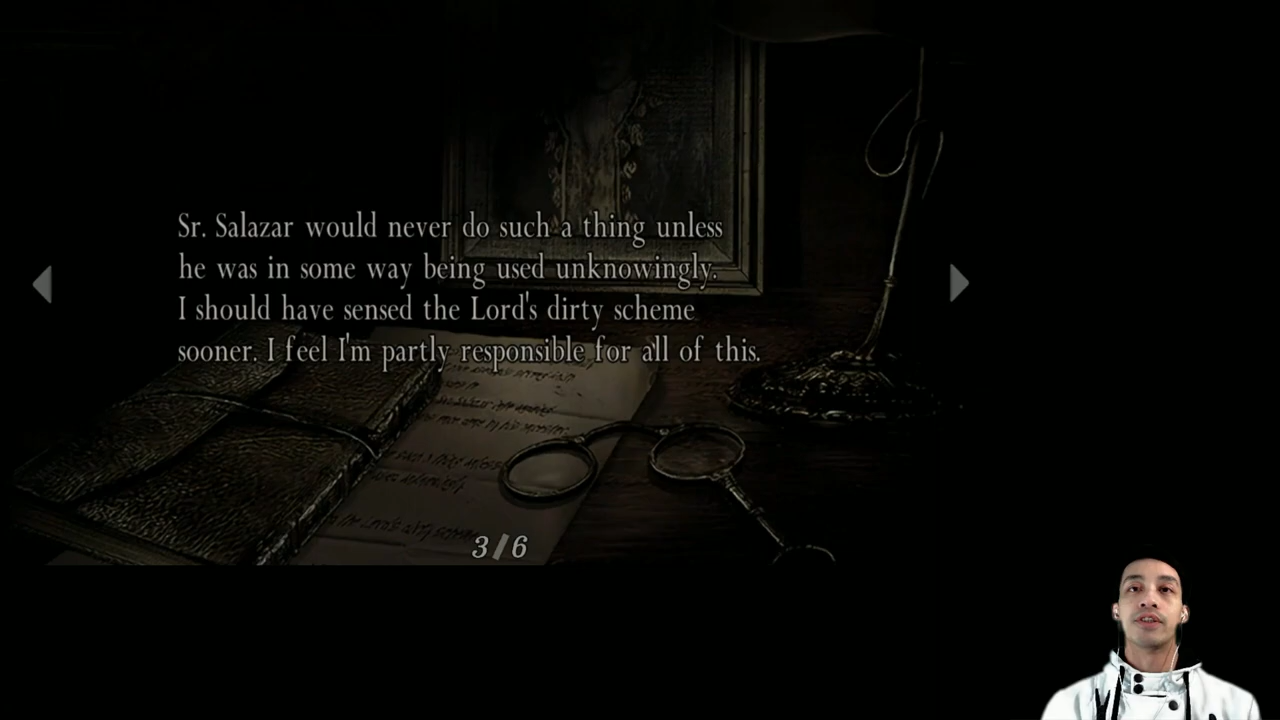 Sr. Salazar would never do such a thing unless
he was in some way being used unknowingly.
I should have sensed the Lord's dirty scheme
sooner. I feel I'm partly responsible for all of this.
3/6